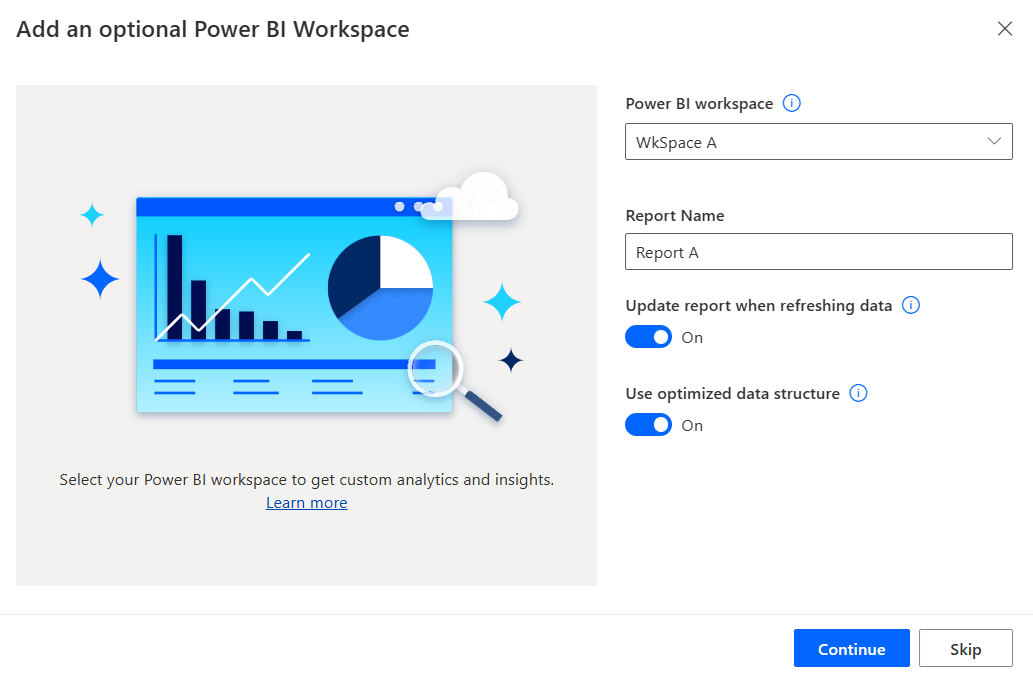 Add an optional Power BI Workspace
Power BI workspace
WkSpace A
Report Name
Report A
Update report when refreshing data
On
Use optimized data structure
On
Select your Power BI workspace to get custom analytics and insights.
Learn more
Continue
Skip